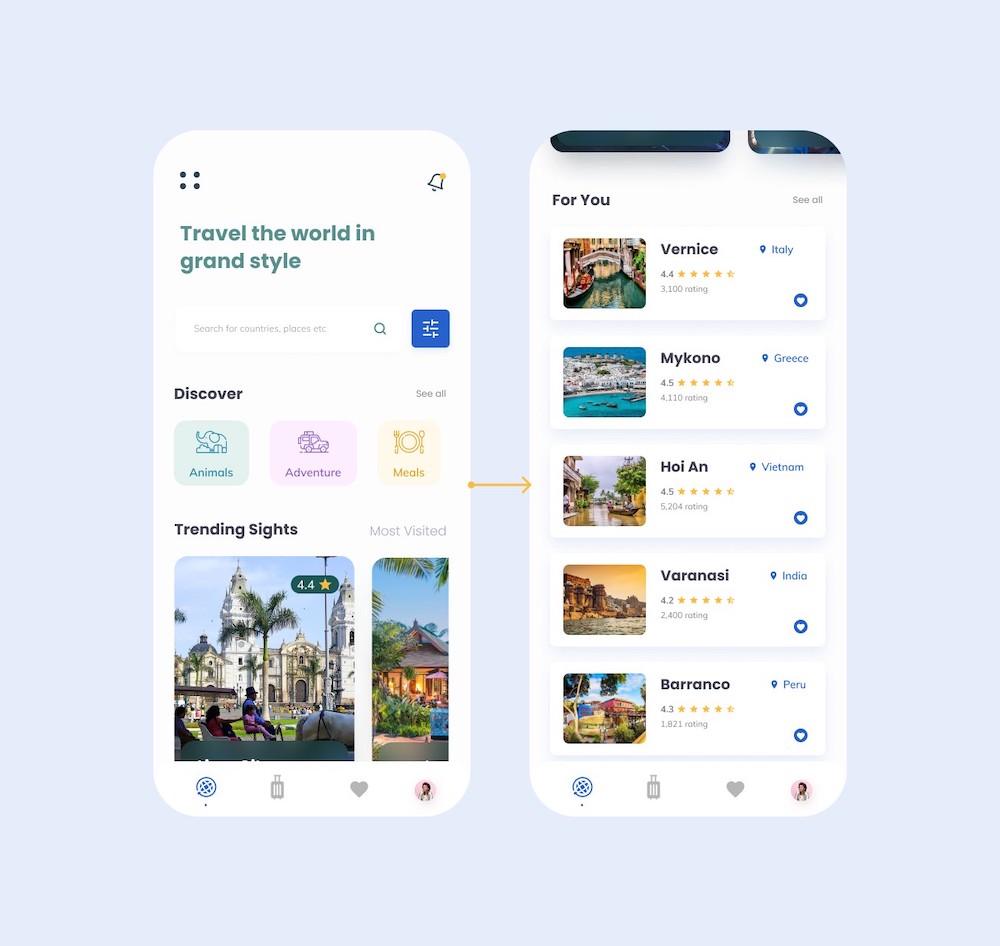 Travel the world in
grand style
Search for countries, places etc
Discover
See all
Animals
Adventure
Meals
Trending Sights
Most Visited
4.4
For You
See all
Vernice
Italy
4.4
3,100 rating
Mykono
Greece
4.5
4,110 rating
Hoi An
Vietnam
4.5
5,204 rating
Varanasi
India
4.2
2,400 rating
Barranco
Peru
4.3
1,821 rating